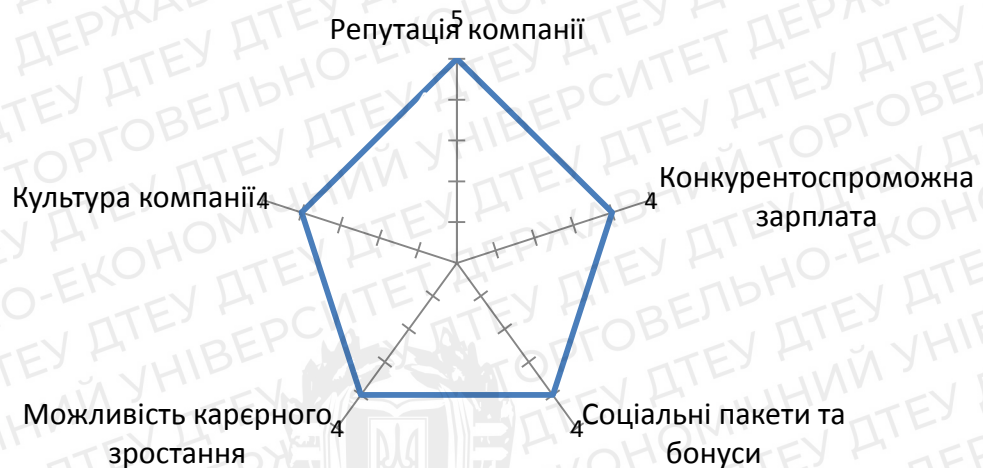 5
Репутація компанії
Конкурентоспроможна
зарплата
4
Культура компанії
4
Можливість карєрного
зростання
4
Соціальні пакети та
бонуси
4